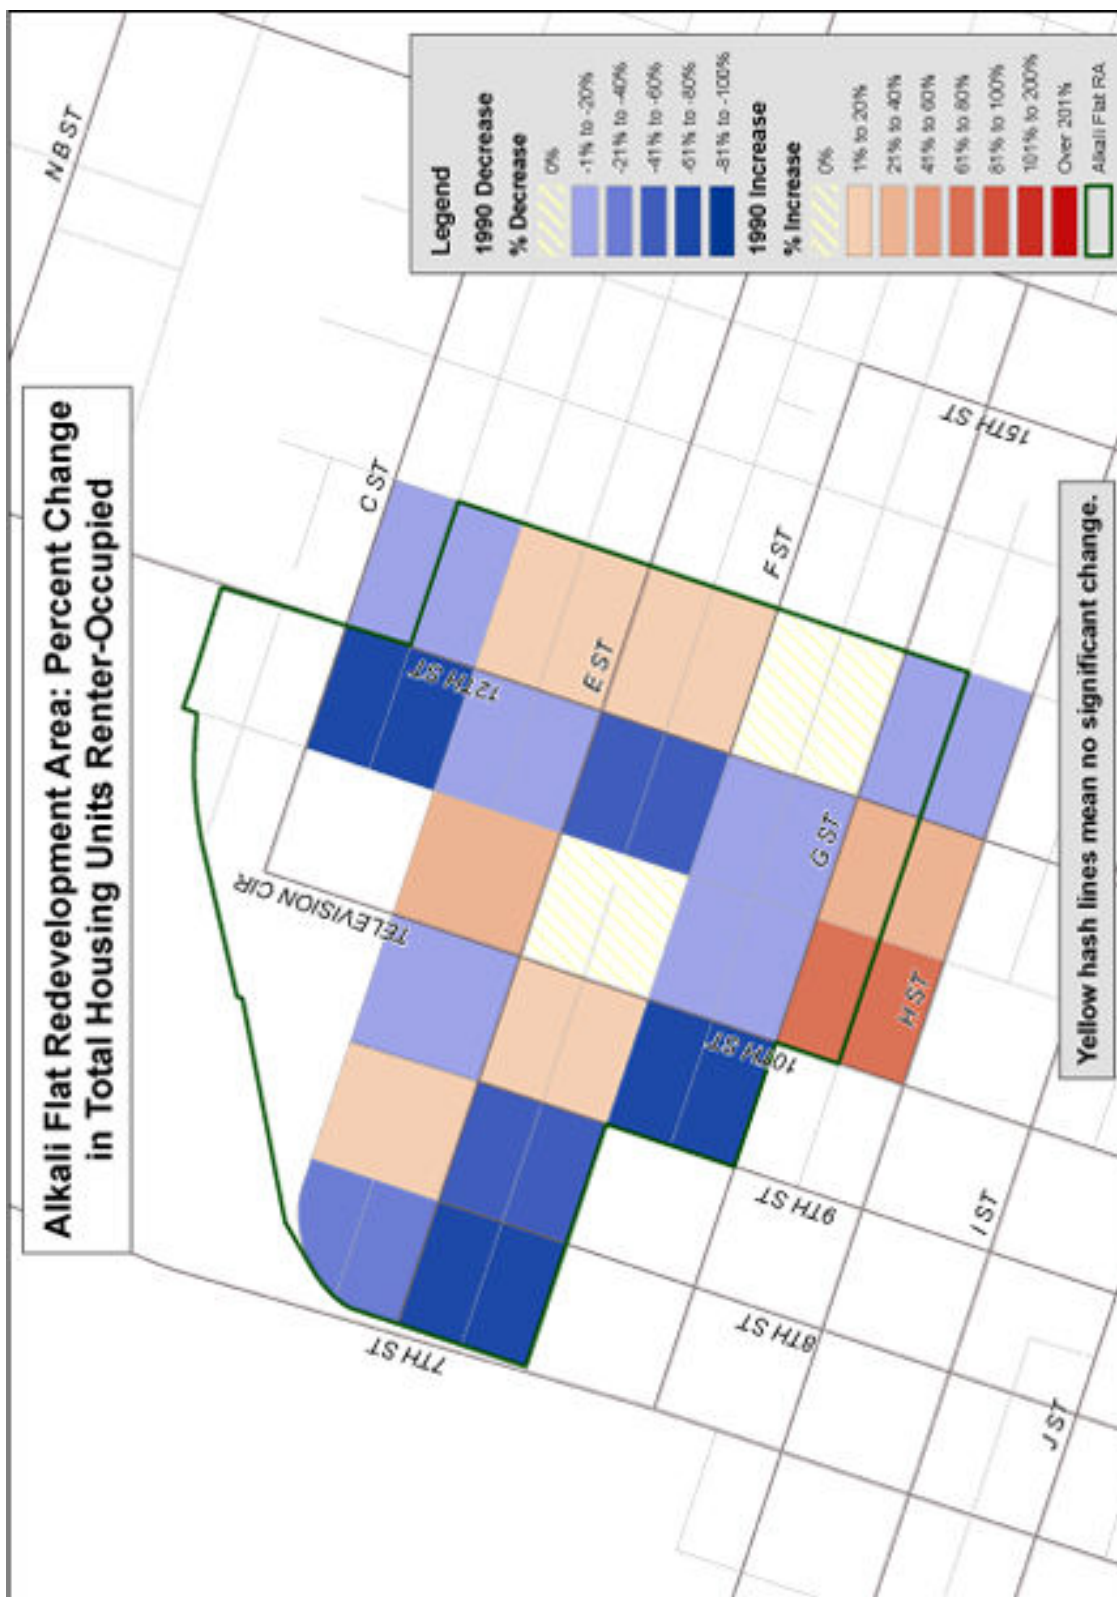 Alkali Flat Redevelopment Area: Percent Change
in Total Housing Units Renter-Occupied
N B ST
C ST
12TH ST
E ST
F ST
TELEVISION CIR
G ST
15TH ST
10TH ST
H ST
9TH ST
I ST
7TH ST
8TH ST
J ST
Legend
1990 Decrease
% Decrease
0%
-1% to -20%
-21% to -40%
-41% to -60%
-61% to -80%
-81% to -100%
1990 Increase
% Increase
0%
1% to 20%
21% to 40%
41% to 60%
61% to 80%
81% to 100%
101% to 200%
Over 201%
Alkali Flat RA
Yellow hash lines mean no significant change.